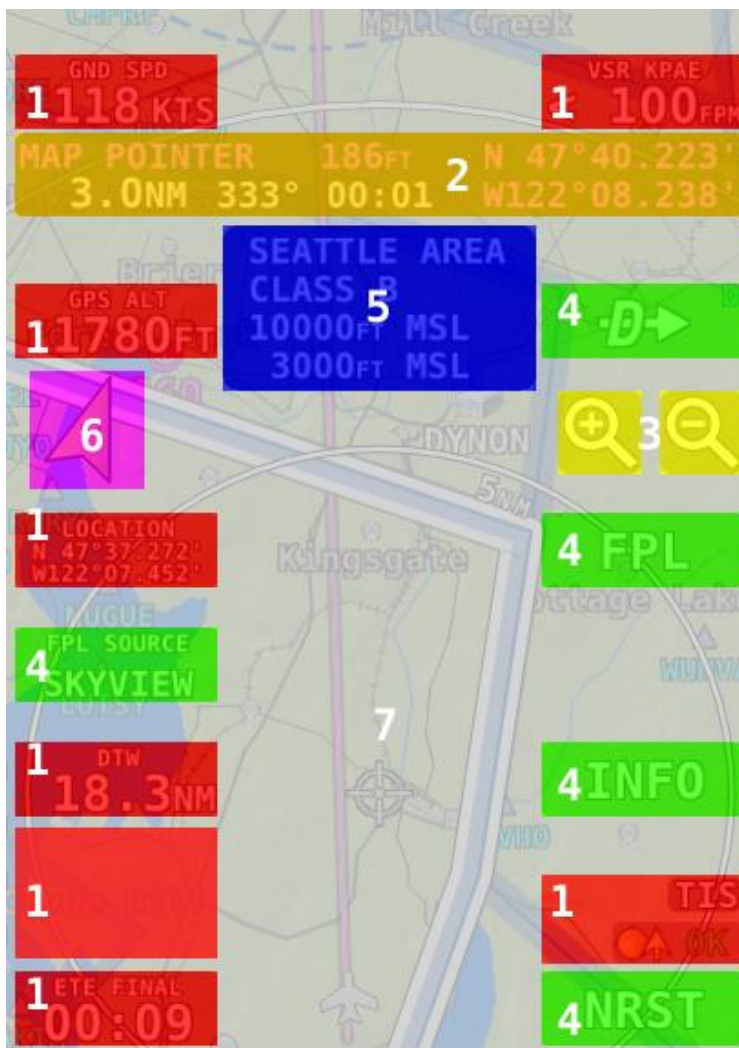 Mill Creek
GND SPD
1
118 KTS
VSR KPAE
1
100 FPM
MAP POINTER 186FT N 47°40.223'
2
3.0NM 333° 00:01 W122°08.238'
Brier
SEATTLE AREA
CLASS B
5
10000FT MSL
3000FT MSL
GPS ALT
1
1780FT
4
D
6
3
DYNON
5NM
1
LOCATION
N 47°37.272'
W122°07.452'
Kingsgate
4
FPL
ottage Lake
FPL SOURCE
4
SKYVIEW
7
1
DTW
18.3NM
4
INFO
1
1
TIS
OK
1
ETE FINAL
00:09
4
NRST